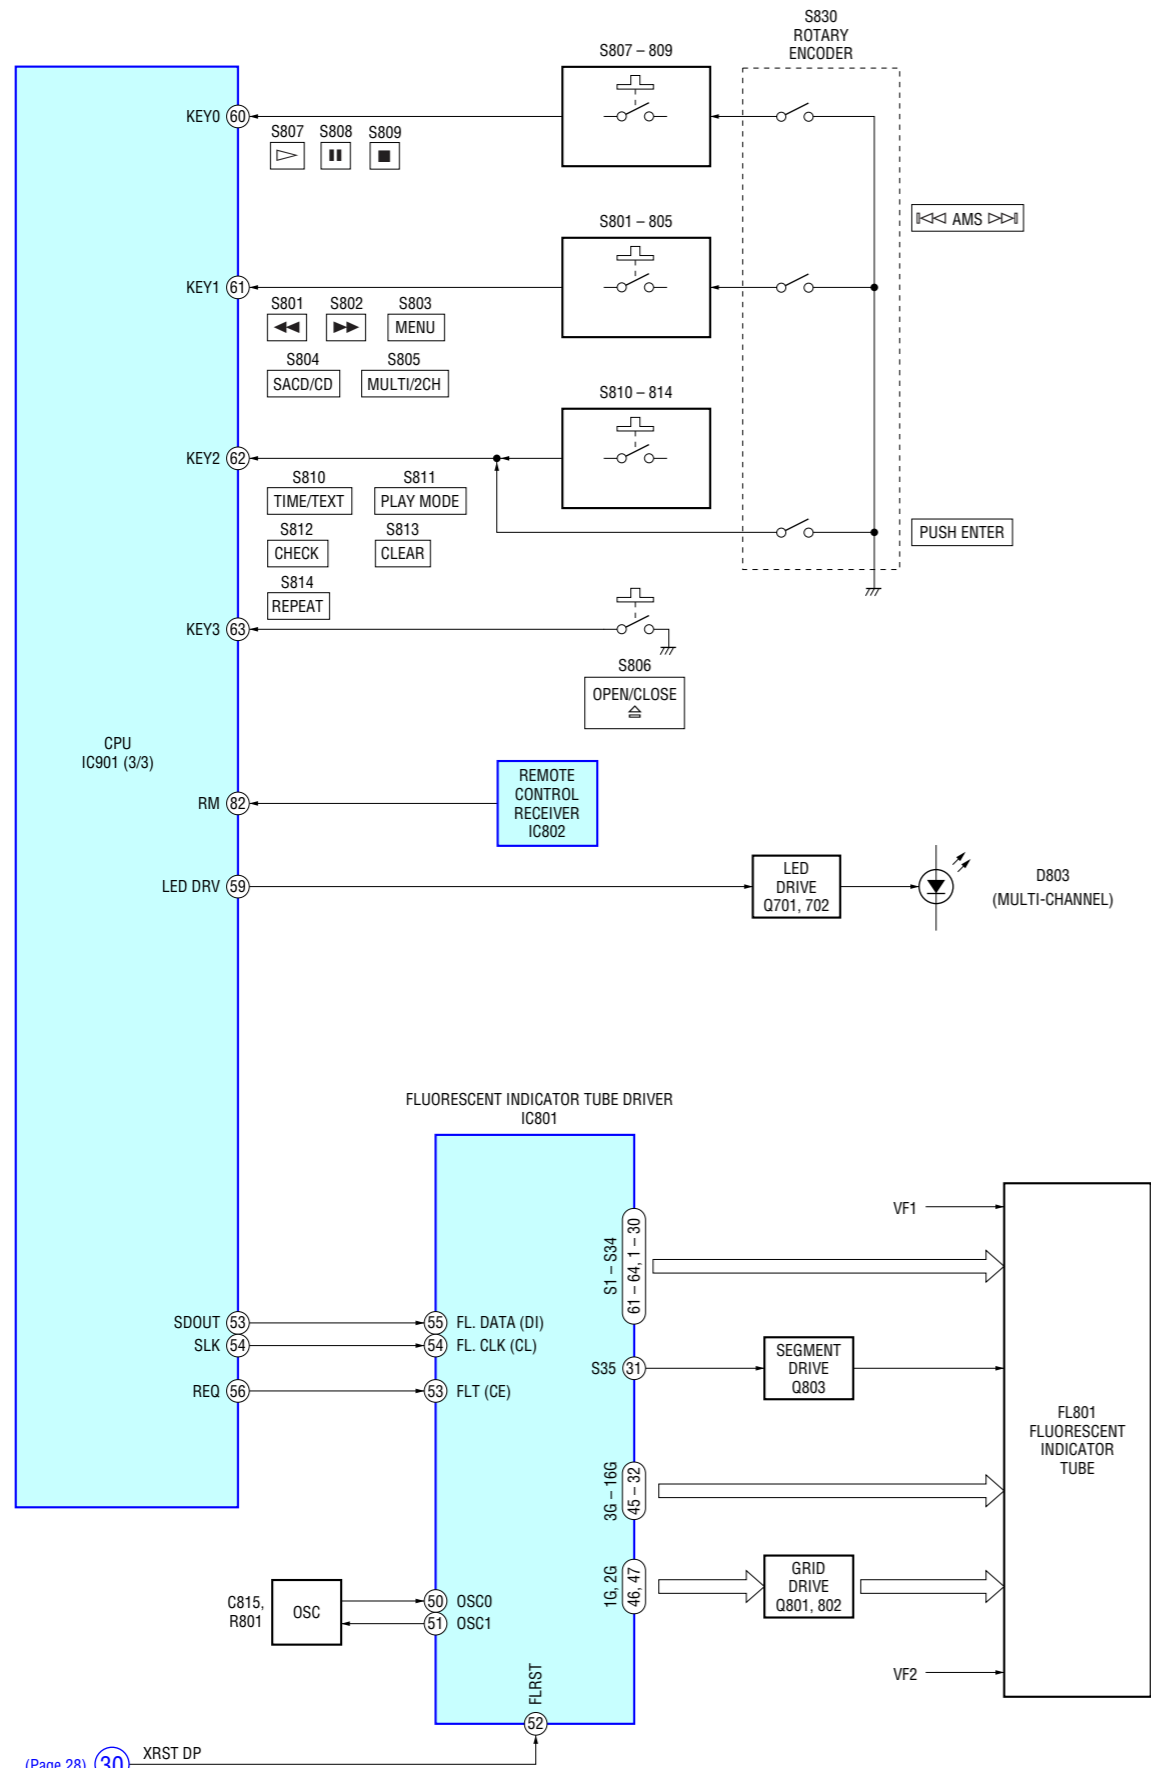 S830
ROTARY
ENCODER
S807 – 809
KEY0 60
S807 S808 S809
AMS
S801 – 805
KEY1 61
S801 S802 S803
MENU
S804 S805
SACD/CD MULTI/2CH
S810 – 814
KEY2 62
S810 S811
TIME/TEXT PLAY MODE
S812 S813
CHECK CLEAR
PUSH ENTER
S814
REPEAT
KEY3 63
S806
OPEN/CLOSE
CPU
IC901 (3/3)
REMOTE
CONTROL
RECEIVER
IC802
RM 82
LED DRV 59
LED
DRIVE
Q701, 702
D803
(MULTI-CHANNEL)
FLUORESCENT INDICATOR TUBE DRIVER
IC801
VF1
S1 – S34
61 – 64, 1 – 30
SDOUT 53 55 FL. DATA (DI)
SLK 54 54 FL. CLK (CL)
REQ 56 53 FLT (CE)
S35 31
SEGMENT
DRIVE
Q803
FL801
FLUORESCENT
INDICATOR
TUBE
3G – 16G
45 – 32
1G, 2G
46, 47
GRID
DRIVE
Q801, 802
C815,
R801
OSC
50 OSC0
51 OSC1
VF2
FLRST
52
(Page 28) 30 XRST DP